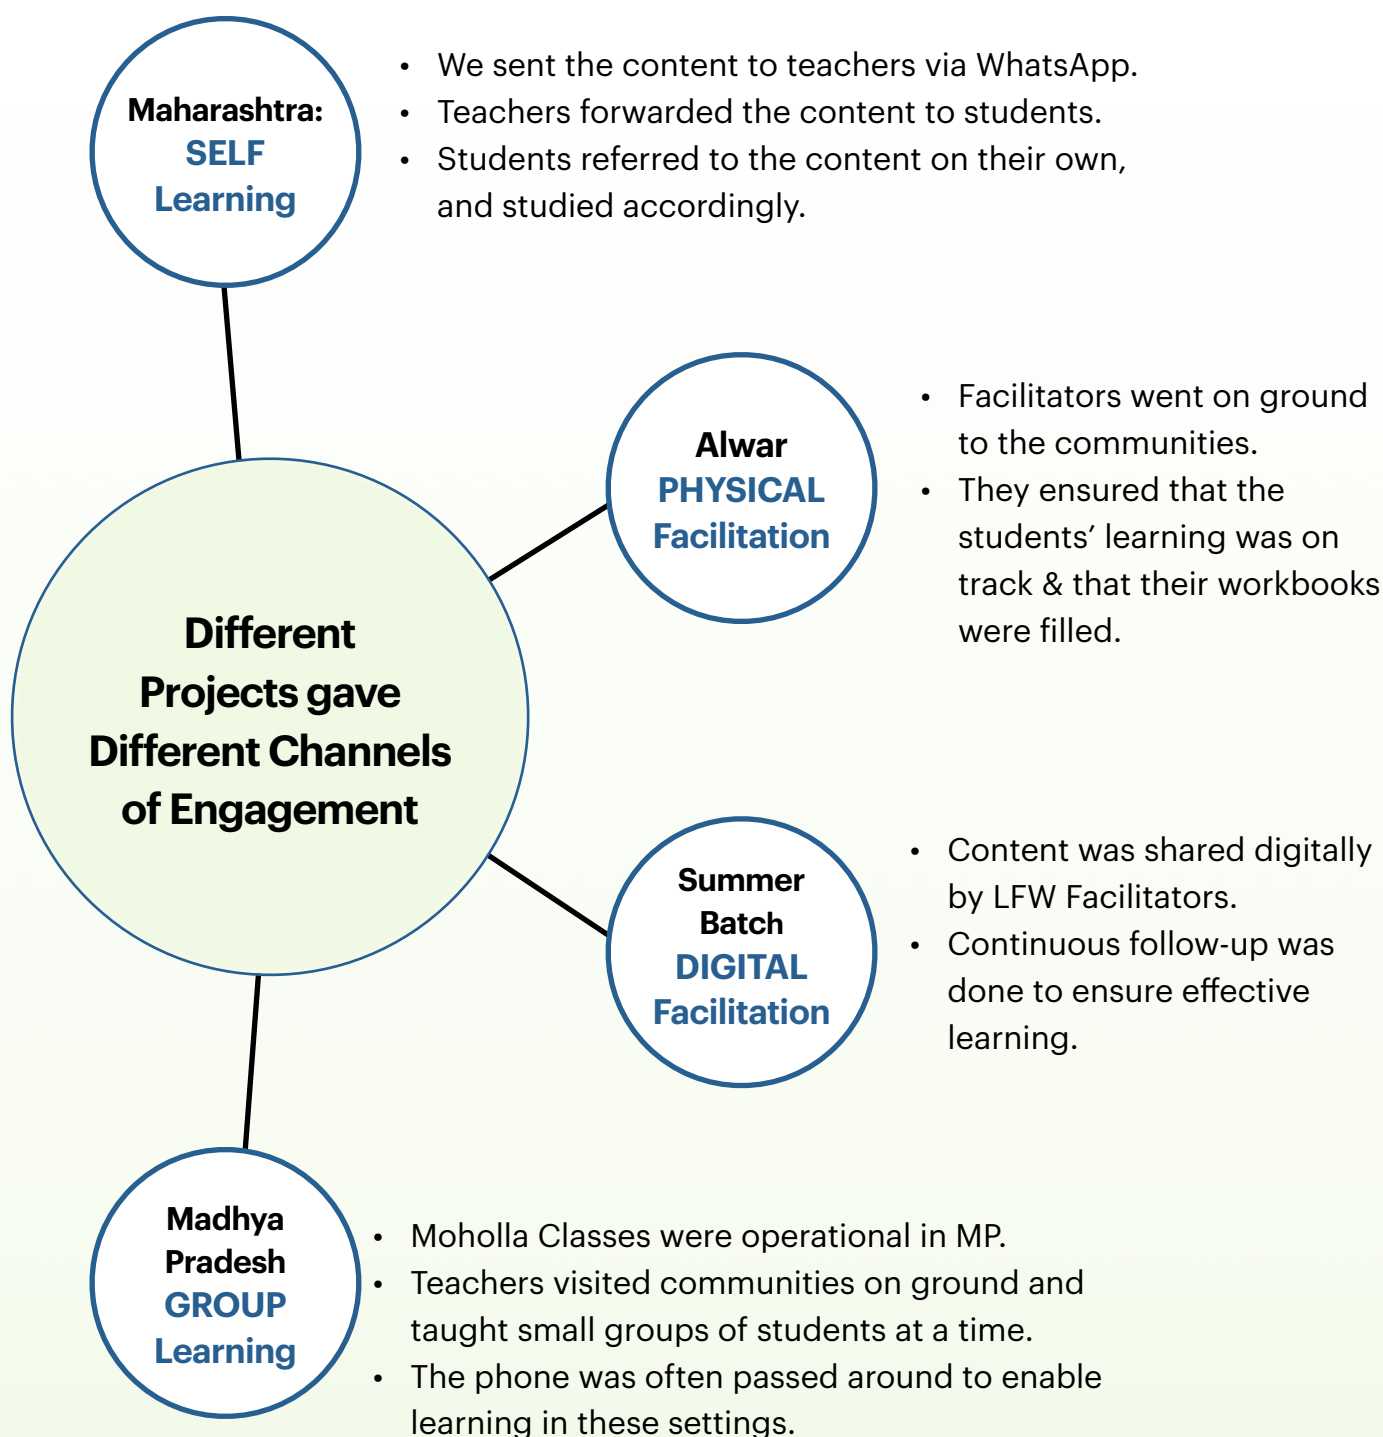 Maharashtra:
SELF
Learning
• We sent the content to teachers via WhatsApp.
• Teachers forwarded the content to students.
• Students referred to the content on their own,
and studied accordingly.
Alwar
PHYSICAL
Facilitation
• Facilitators went on ground
to the communities.
• They ensured that the
students’ learning was on
track & that their workbooks
were filled.
Different
Projects gave
Different Channels
of Engagement
Summer
Batch
DIGITAL
Facilitation
• Content was shared digitally
by LFW Facilitators.
• Continuous follow-up was
done to ensure effective
learning.
Madhya
Pradesh
GROUP
Learning
• Moholla Classes were operational in MP.
• Teachers visited communities on ground and
taught small groups of students at a time.
• The phone was often passed around to enable
learning in these settings.